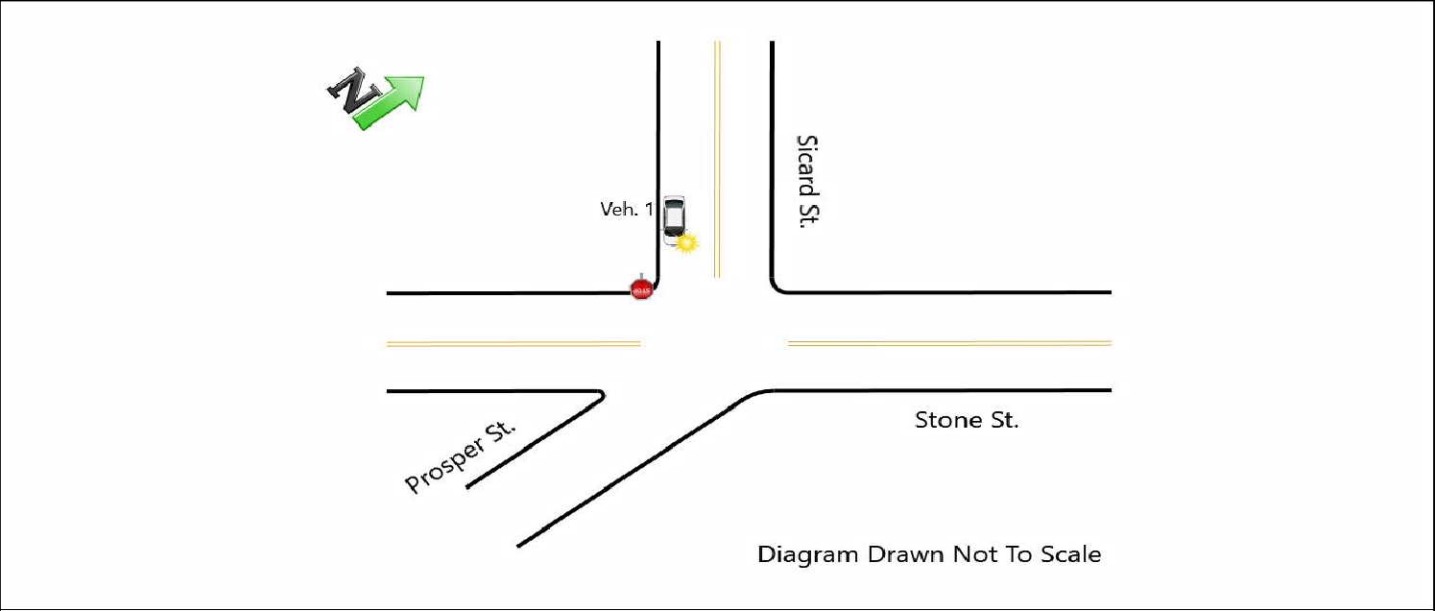 N
Sicard St.
Veh. 1
Stone St.
Prosper St.
Diagram Drawn Not To Scale